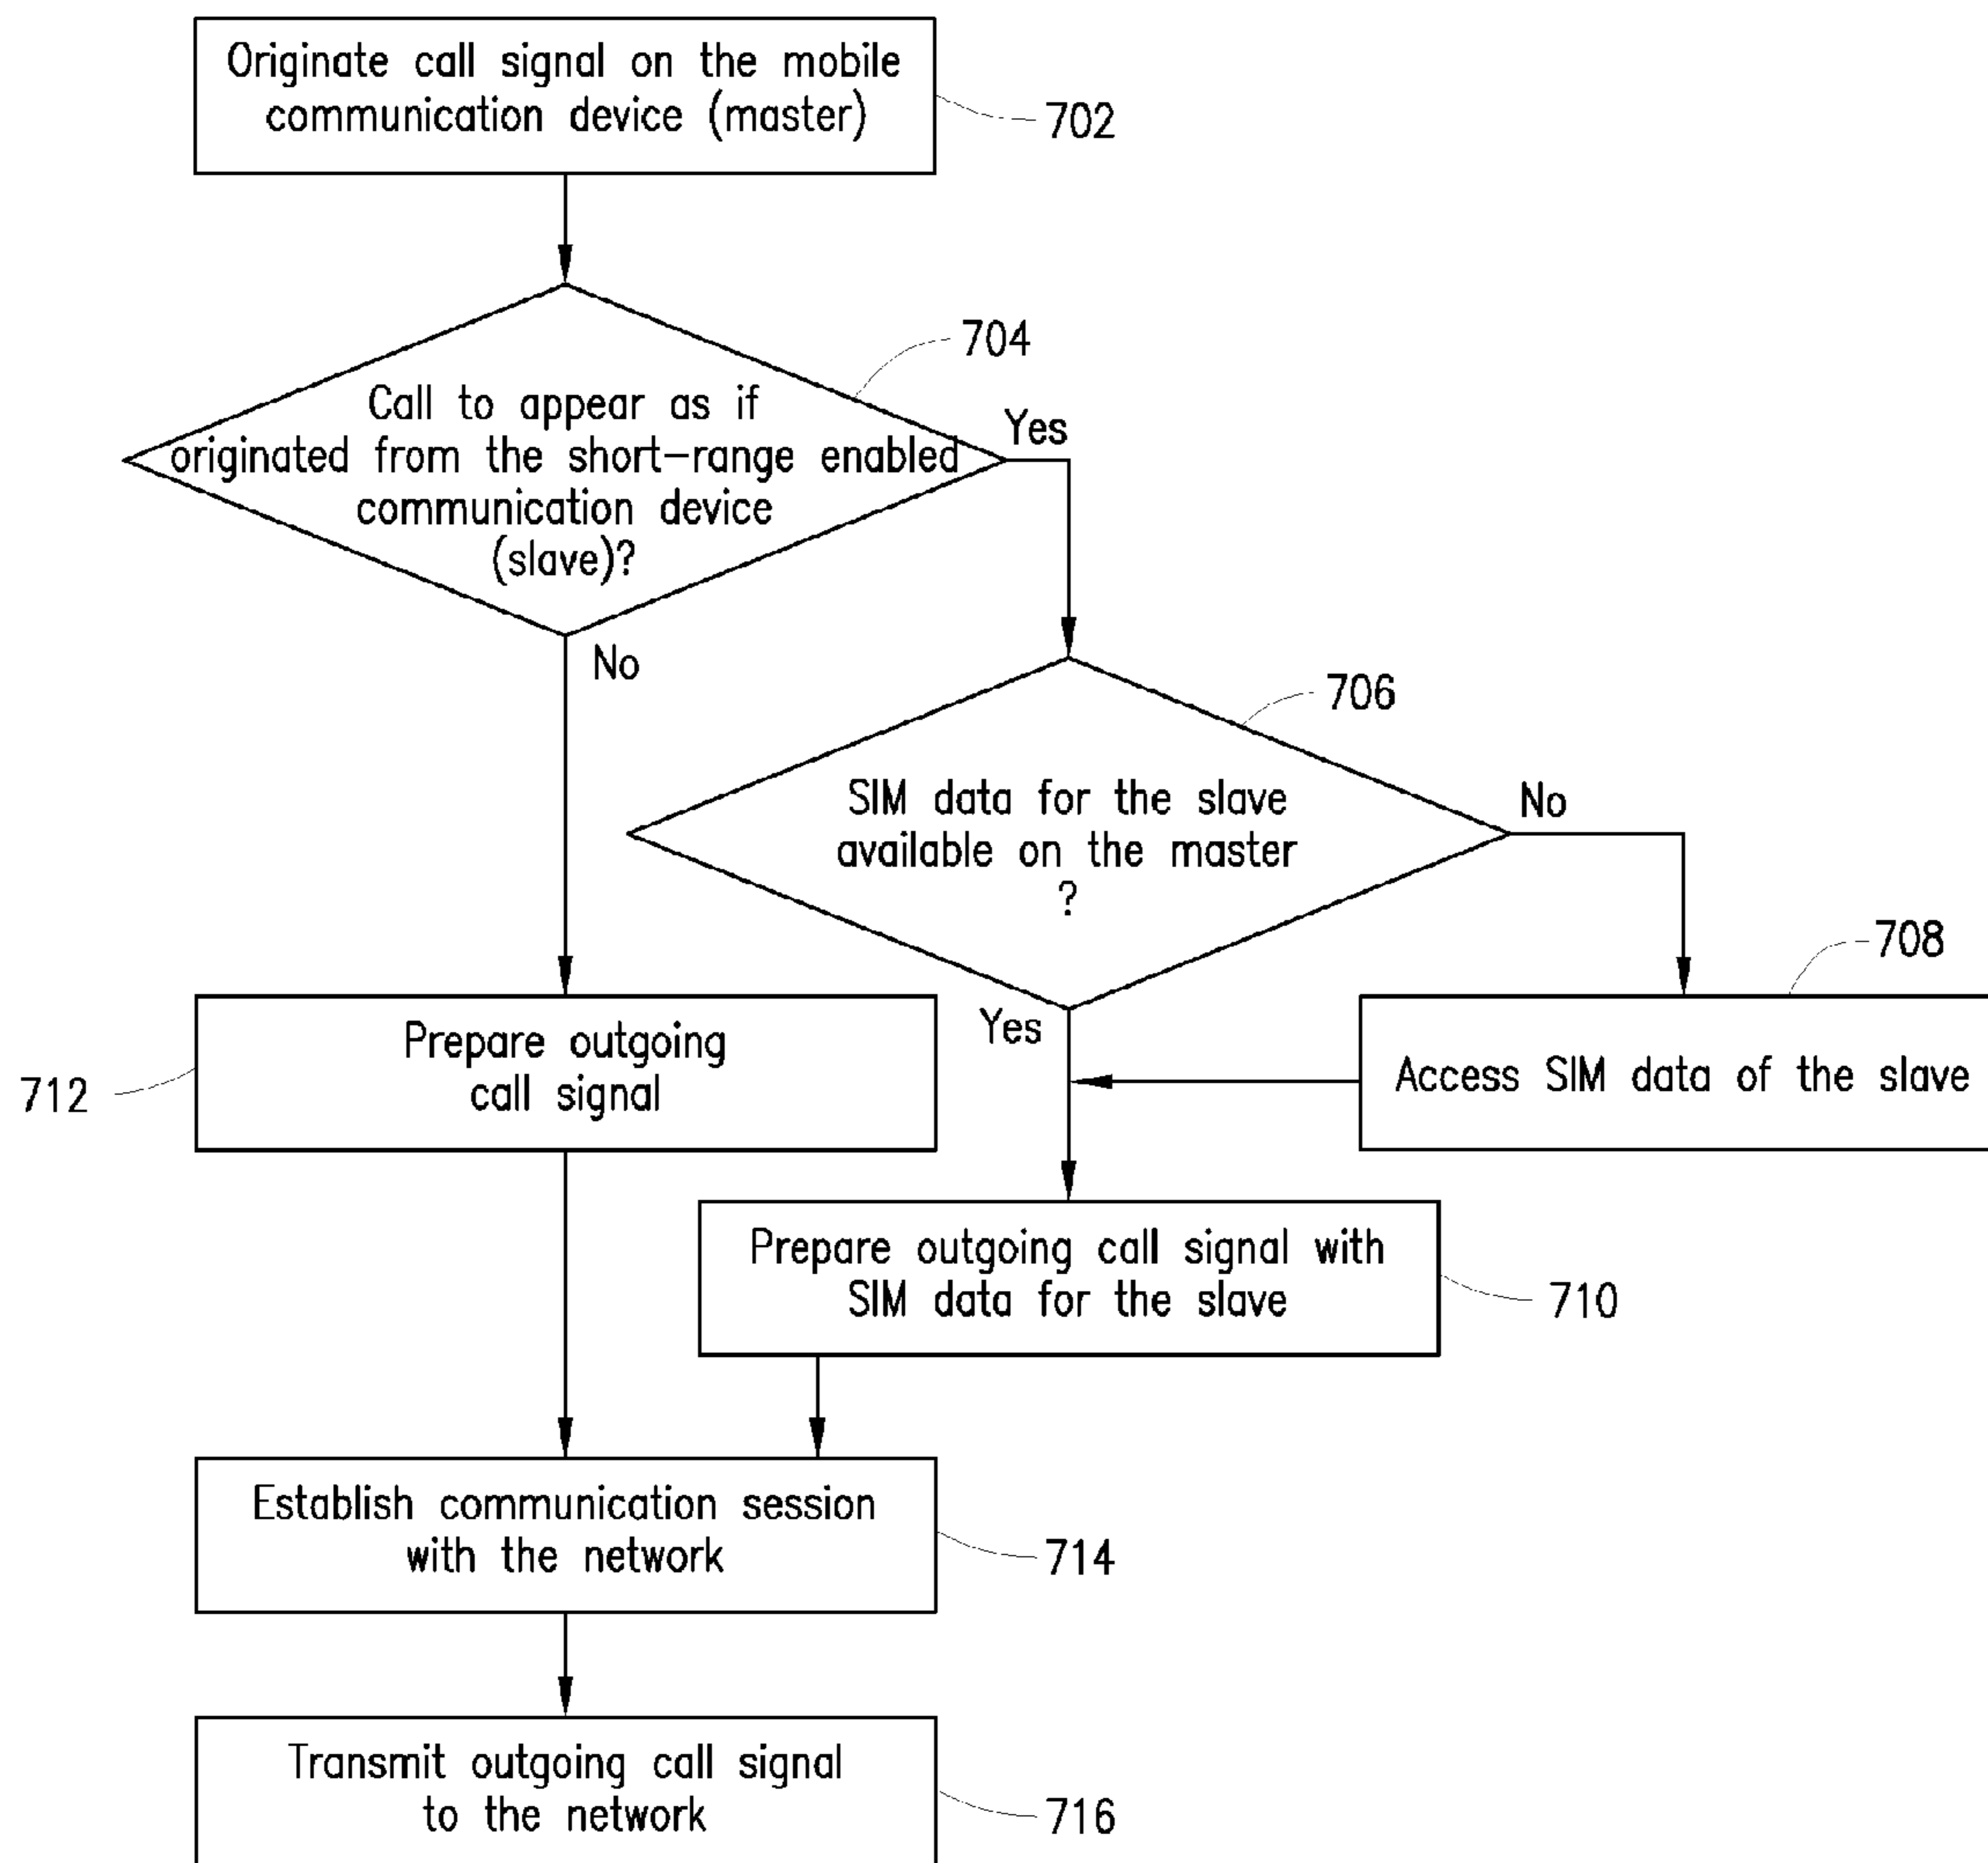 Originate call signal on the mobile
communication device (master)
702
704
Call to appear as if
originated from the short-range enabled
communication device
(slave)?
Yes
No
706
SIM data for the slave
available on the master
?
No
Yes
708
Access SIM data of the slave
Prepare outgoing
call signal
712
Prepare outgoing call signal with
SIM data for the slave
710
Establish communication session
with the network
714
Transmit outgoing call signal
to the network
716